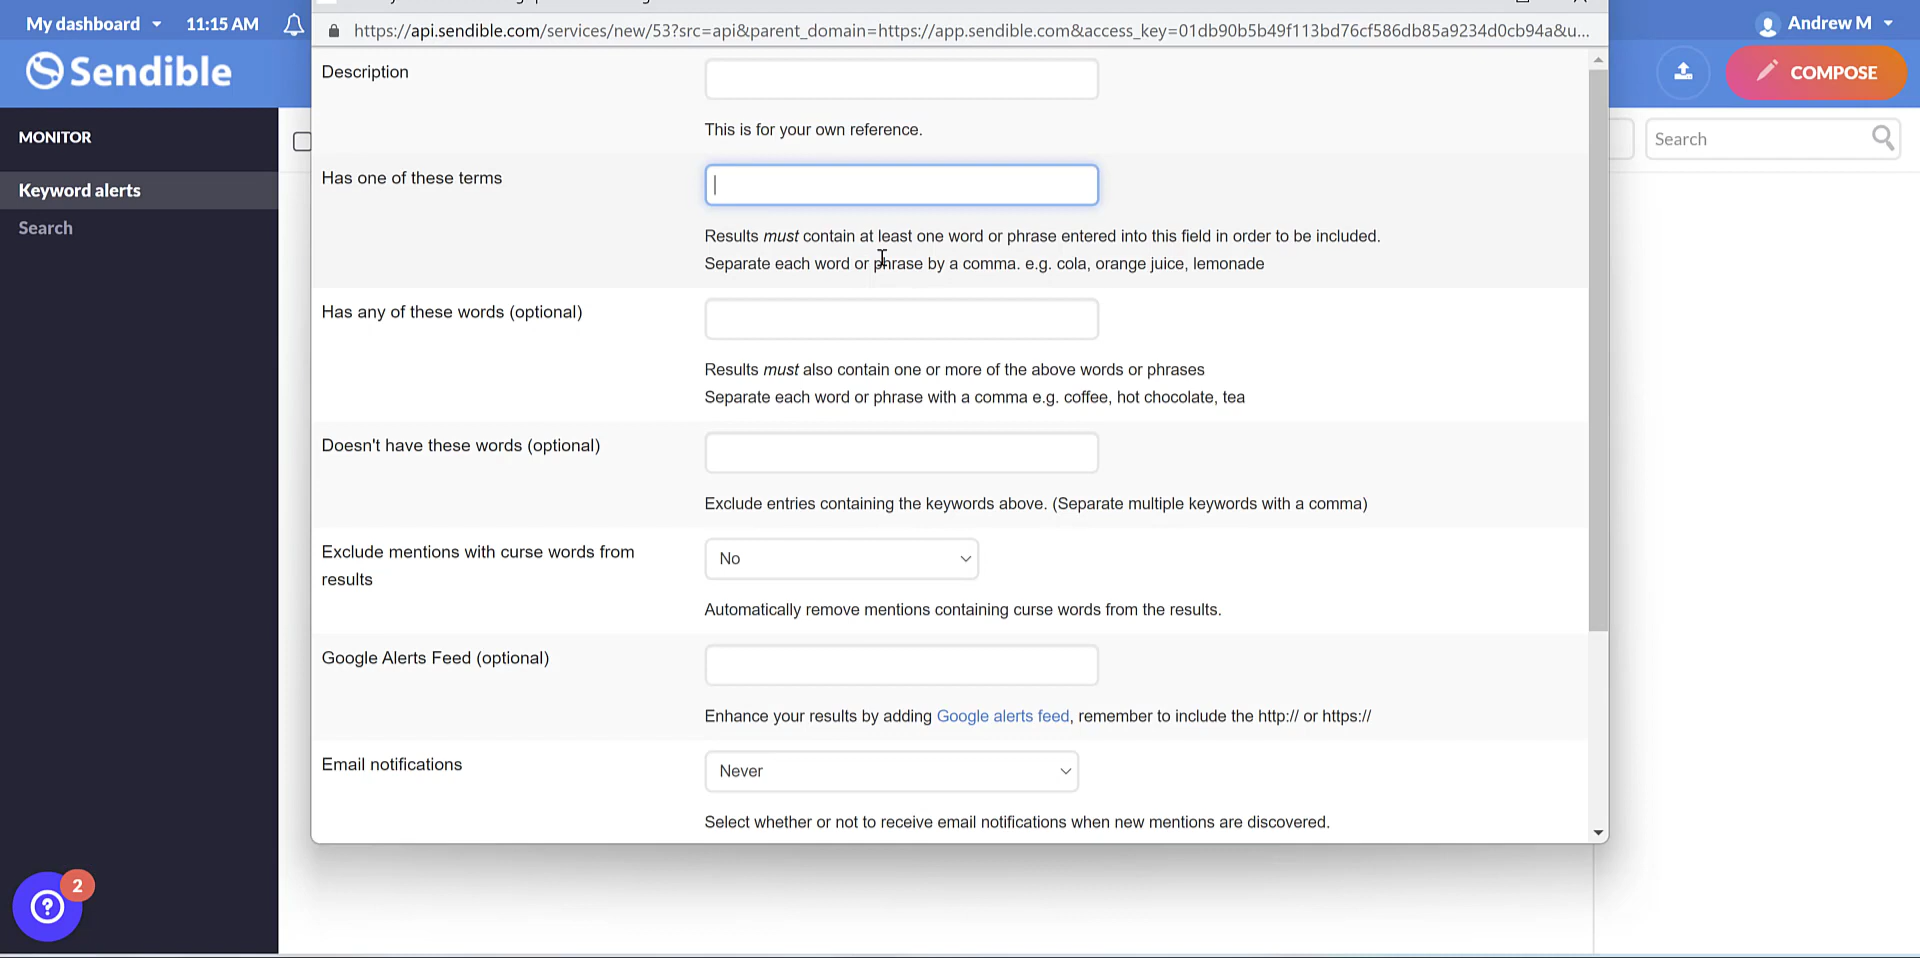 My dashboard 11:15 AM
Andrew M
https://api.sendible.com/services/new/53?src=api&parent_domain=https://app.sendible.com&access_key=01db90b5b49f113bd76cf586db85a9234d0cb94a&u...
Sendible
COMPOSE
MONITOR
Keyword alerts
Search
Search
Description
This is for your own reference.
Has one of these terms
Results must contain at least one word or phrase entered into this field in order to be included.
Separate each word or phrase by a comma. e.g. cola, orange juice, lemonade
Has any of these words (optional)
Results must also contain one or more of the above words or phrases
Separate each word or phrase with a comma e.g. coffee, hot chocolate, tea
Doesn't have these words (optional)
Exclude entries containing the keywords above. (Separate multiple keywords with a comma)
Exclude mentions with curse words from
results
No
Automatically remove mentions containing curse words from the results.
Google Alerts Feed (optional)
Enhance your results by adding Google alerts feed, remember to include the http:// or https://
Email notifications
Never
Select whether or not to receive email notifications when new mentions are discovered.
2
?